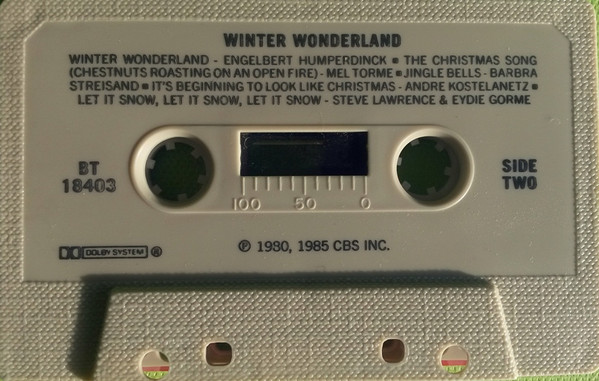 WINTER WONDERLAND
WINTER WONDERLAND - ENGELBERT HUMPERDINCK ■ THE CHRISTMAS SONG
(CHESTNUTS ROASTING ON AN OPEN FIRE) - MEL TORME ■ JINGLE BELLS - BARBRA
STREISAND ■ IT'S BEGINNING TO LOOK LIKE CHRISTMAS - ANDRE KOSTELANETZ ■
LET IT SNOW, LET IT SNOW, LET IT SNOW - STEVE LAWRENCE & EYDIE GORME
BT
18403
SIDE
TWO
100 50 0
DOLBY SYSTEM ®
℗ 1980, 1985 CBS INC.